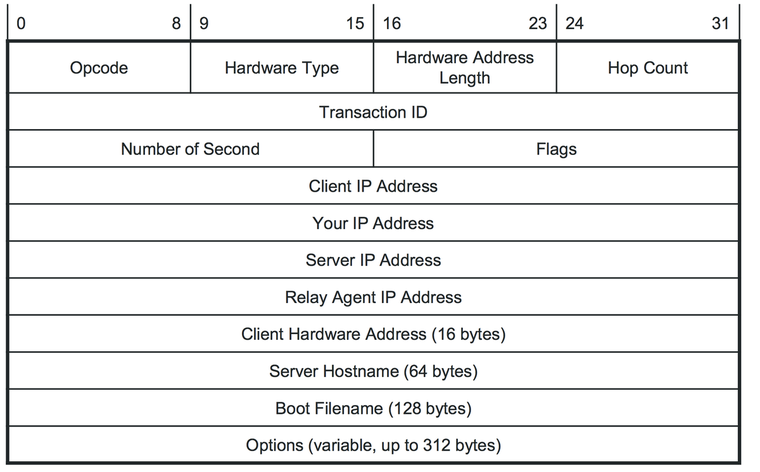 0 8 9 15 16 23 24 31
Opcode Hardware Type Hardware Address Length Hop Count
Transaction ID
Number of Second Flags
Client IP Address
Your IP Address
Server IP Address
Relay Agent IP Address
Client Hardware Address (16 bytes)
Server Hostname (64 bytes)
Boot Filename (128 bytes)
Options (variable, up to 312 bytes)